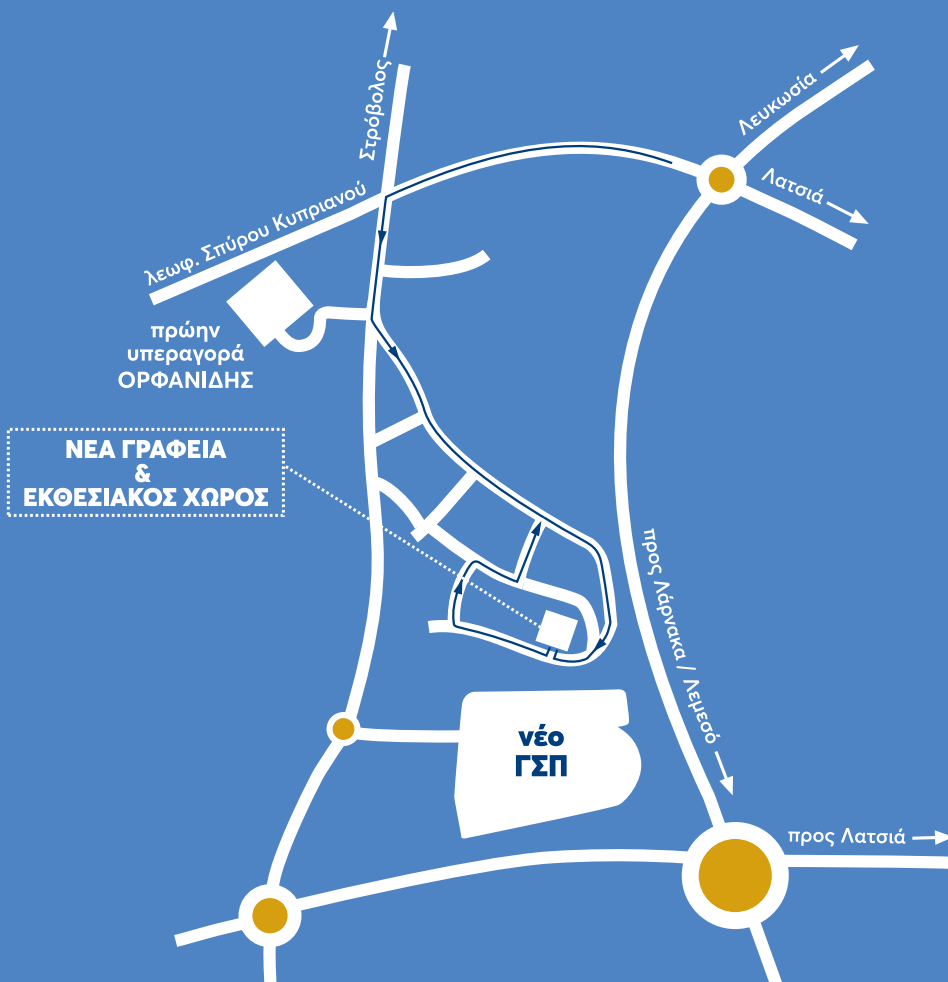 Στρόβολος
Λευκωσία
Λατσιά
λεωφ. Σπύρου Κυπριανού
πρώην
υπεραγορά
ΟΡΦΑΝΙΔΗΣ
ΝΕΑ ΓΡΑΦΕΙΑ
&
ΕΚΘΕΣΙΑΚΟΣ ΧΩΡΟΣ
προς Λάρνακα / Λεμεσό
νέο
ΓΣΠ
προς Λατσιά